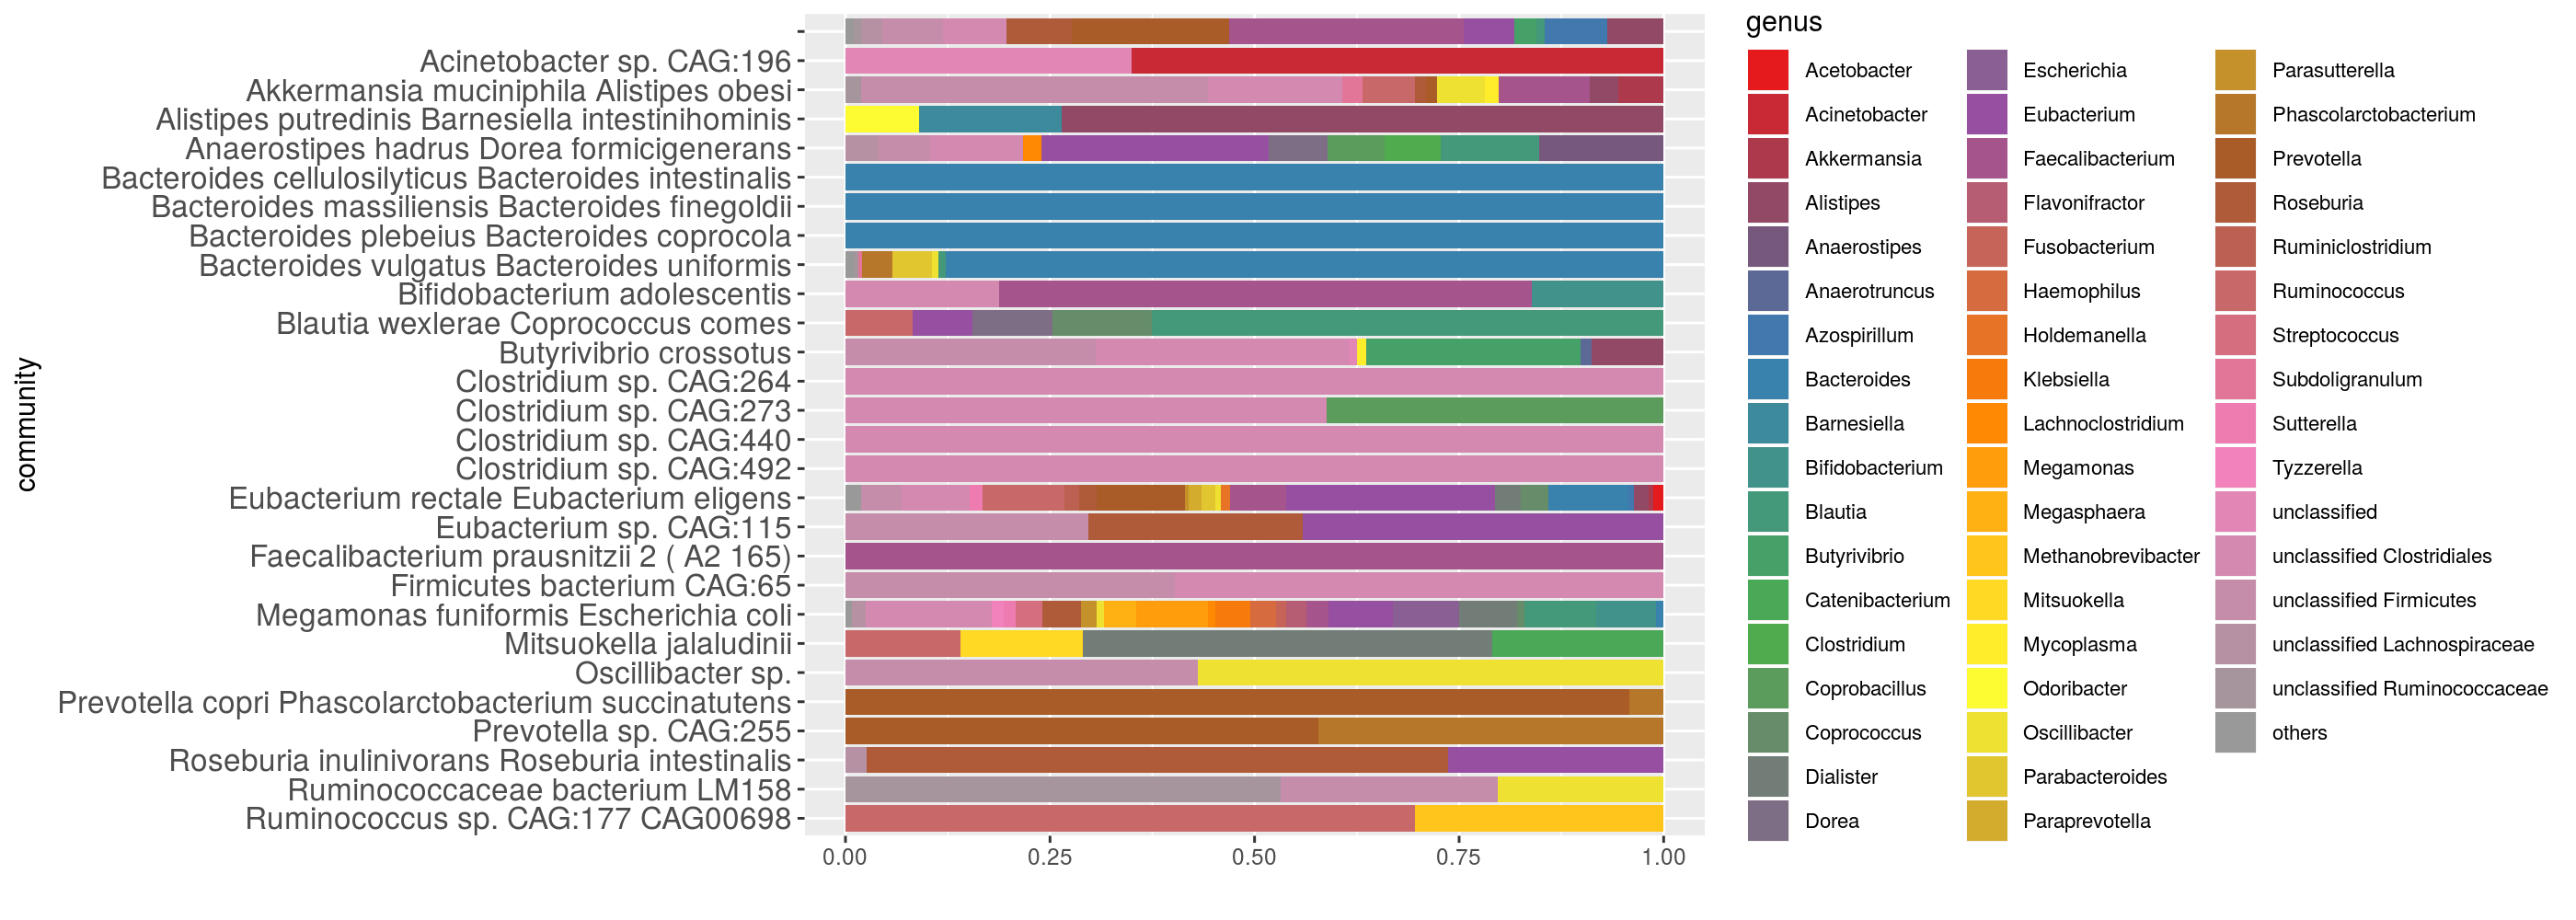 community
Acinetobacter sp. CAG:196
Akkermansia muciniphila Alistipes obesi
Alistipes putredinis Barnesiella intestinihominis
Anaerostipes hadrus Dorea formicigenerans
Bacteroides cellulosilyticus Bacteroides intestinalis
Bacteroides massiliensis Bacteroides finegoldii
Bacteroides plebeius Bacteroides coprocola
Bacteroides vulgatus Bacteroides uniformis
Bifidobacterium adolescentis
Blautia wexlerae Coprococcus comes
Butyrivibrio crossotus
Clostridium sp. CAG:264
Clostridium sp. CAG:273
Clostridium sp. CAG:440
Clostridium sp. CAG:492
Eubacterium rectale Eubacterium eligens
Eubacterium sp. CAG:115
Faecalibacterium prausnitzii 2 ( A2 165)
Firmicutes bacterium CAG:65
Megamonas funiformis Escherichia coli
Mitsuokella jalaludinii
Oscillibacter sp.
Prevotella copri Phascolarctobacterium succinatutens
Prevotella sp. CAG:255
Roseburia inulinivorans Roseburia intestinalis
Ruminococcaceae bacterium LM158
Ruminococcus sp. CAG:177 CAG00698
0.00 0.25 0.50 0.75 1.00
genus
Acetobacter
Acinetobacter
Akkermansia
Alistipes
Anaerostipes
Anaerotruncus
Azospirillum
Bacteroides
Barnesiella
Bifidobacterium
Blautia
Butyrivibrio
Catenibacterium
Clostridium
Coprobacillus
Coprococcus
Dialister
Dorea
Escherichia
Eubacterium
Faecalibacterium
Flavonifractor
Fusobacterium
Haemophilus
Holdemanella
Klebsiella
Lachnoclostridium
Megamonas
Megasphaera
Methanobrevibacter
Mitsuokella
Mycoplasma
Odoribacter
Oscillibacter
Parabacteroides
Paraprevotella
Parasutterella
Phascolarctobacterium
Prevotella
Roseburia
Ruminiclostridium
Ruminococcus
Streptococcus
Subdoligranulum
Sutterella
Tyzzerella
unclassified
unclassified Clostridiales
unclassified Firmicutes
unclassified Lachnospiraceae
unclassified Ruminococcaceae
others